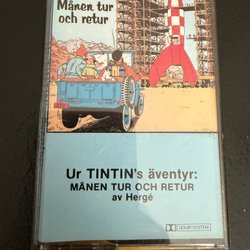 Månen tur
och retur
Ur TINTIN's äventyr:
MÅNEN TUR OCH RETUR
av Hergé
DOLBY SYSTEM